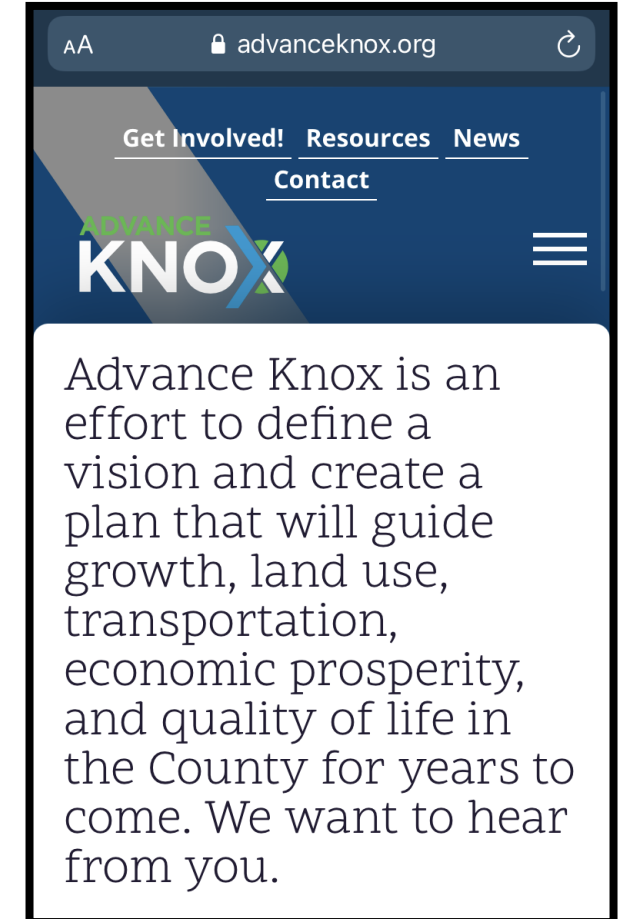 AA advanceknox.org
Get Involved! Resources News
Contact
ADVANCE
KNOX
Advance Knox is an
effort to define a
vision and create a
plan that will guide
growth, land use,
transportation,
economic prosperity,
and quality of life in
the County for years to
come. We want to hear
from you.